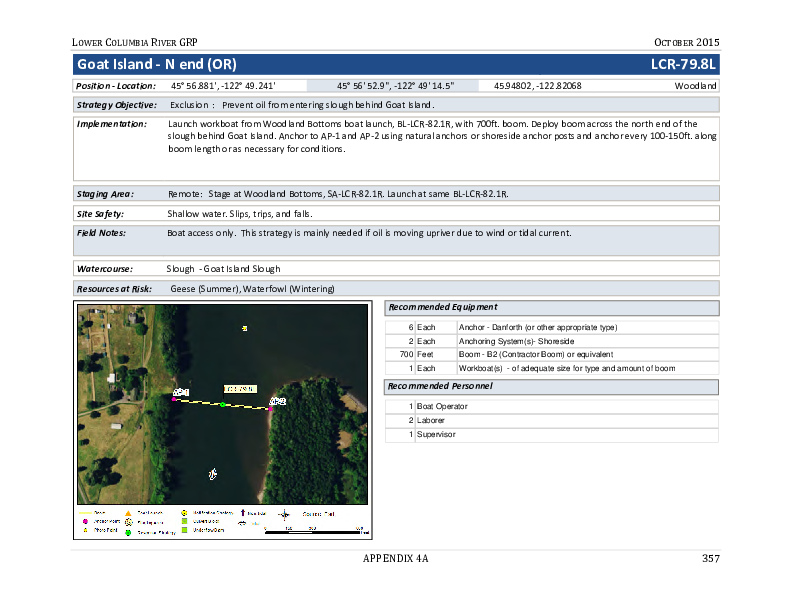 LOWER COLUMBIA RIVER GRP OCTOBER 2015
Goat Island - N end (OR) LCR-79.8L
Position - Location: 45° 56.881', -122° 49.241' 45° 56' 52.9", -122° 49' 14.5" 45.94802, -122.82068 Woodland
Strategy Objective: Exclusion : Prevent oil from entering slough behind Goat Island.
Implementation: Launch workboat from Woodland Bottoms boat launch, BL-LCR-82.1R, with 700ft. boom. Deploy boom across the north end of the
slough behind Goat Island. Anchor to AP-1 and AP-2 using natural anchors or shoreside anchor posts and anchor every 100-150ft. along
boom length or as necessary for conditions.
Staging Area: Remote: Stage at Woodland Bottoms, SA-LCR-82.1R. Launch at same BL-LCR-82.1R.
Site Safety: Shallow water. Slips, trips, and falls.
Field Notes: Boat access only. This strategy is mainly needed if oil is moving upriver due to wind or tidal current.
Watercourse: Slough - Goat Island Slough
Resources at Risk: Geese (Summer), Waterfowl (Wintering)
AP-1
LCR-79.8L
AP-2
Anchor Point
Photo Point
Recommended Equipment
6 Each Anchor - Danforth (or other appropriate type)
2 Each Anchoring System(s)- Shoreside
700 Feet Boom - B2 (Contractor Boom) or equivalent
1 Each Workboat(s) - of adequate size for type and amount of boom
Recommended Personnel
1 Boat Operator
2 Laborer
1 Supervisor
APPENDIX 4A 357